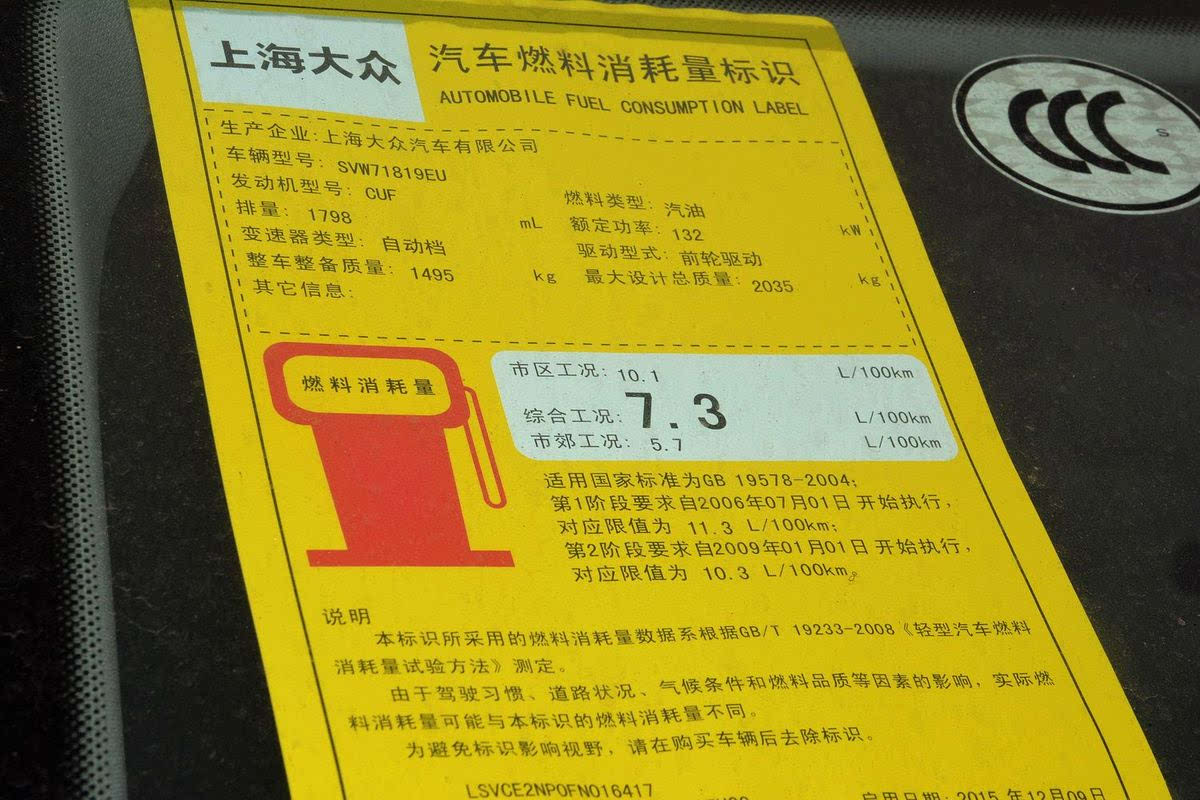 上海大众
汽车燃料消耗量标识
AUTOMOBILE FUEL CONSUMPTION LABEL
CCC S
生产企业:上海大众汽车有限公司
车辆型号: SVW71819EU
发动机型号: CUF 燃料类型: 汽油
排量: 1798 mL 额定功率: 132 kW
变速器类型: 自动档 驱动型式: 前轮驱动
整车整备质量: 1495 kg 最大设计总质量: 2035 kg
其它信息:
燃料消耗量
市区工况: 10.1 L/100km
综合工况: 7.3 L/100km
市郊工况: 5.7 L/100km
适用国家标准为GB 19578-2004;
第1阶段要求自2006年07月01日 开始执行,
对应限值为 11.3 L/100km;
第2阶段要求自2009年01月01日 开始执行,
对应限值为 10.3 L/100km。
说明
本标识所采用的燃料消耗量数据系根据GB/T 19233-2008《轻型汽车燃料
消耗量试验方法》测定。
由于驾驶习惯、道路状况、气候条件和燃料品质等因素的影响,实际燃
料消耗量可能与本标识的燃料消耗量不同。
为避免标识影响视野,请在购买车辆后去除标识。
LSVCE2NP0FN016417
启用日期: 2015 年12月09日